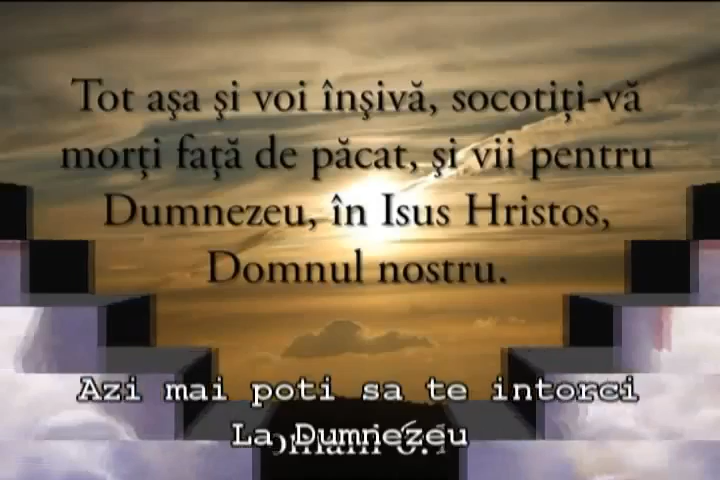 Tot aşa şi voi înşivă, socotiţi-vă
morţi faţă de păcat, şi vii pentru
Dumnezeu, în Isus Hristos,
Domnul nostru.
Azi mai poti sa te intorci
La Dumnezeu